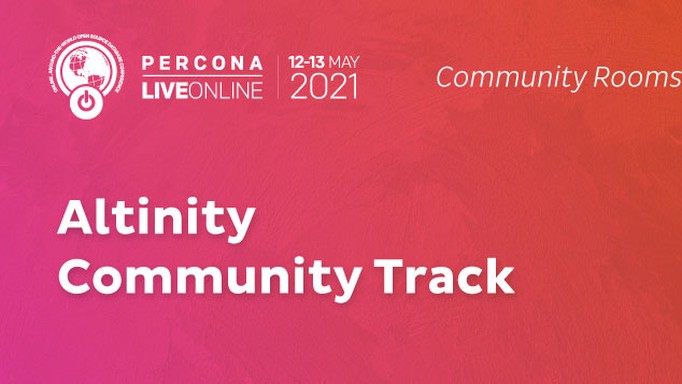 PERCONA
LIVEONLINE
12-13 MAY
2021
Community Rooms
Altinity
Community Track